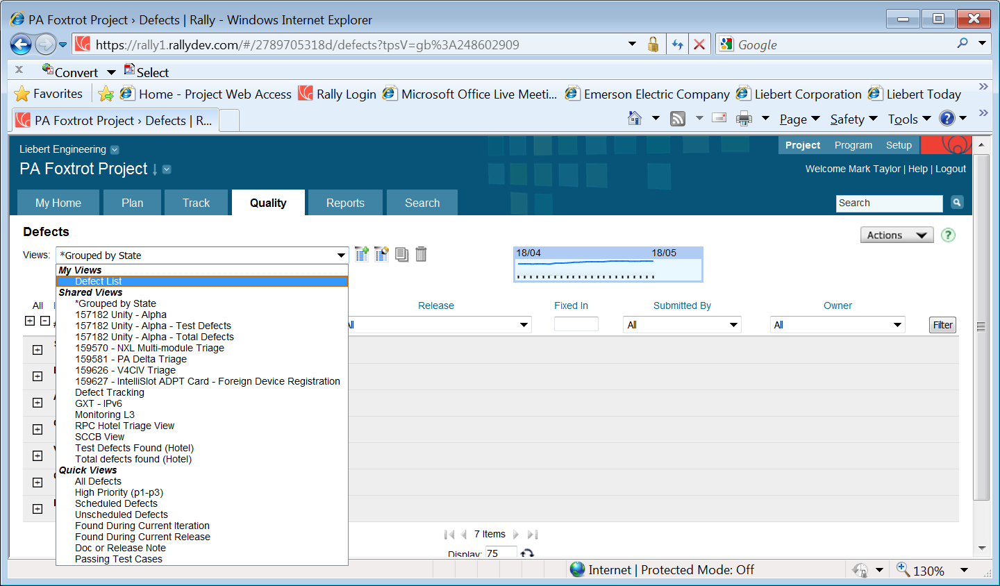 PA Foxtrot Project › Defects | Rally - Windows Internet Explorer
https://rally1.rallydev.com/#/2789705318d/defects?tpsV=gb%3A248602909
Google
x Convert Select
Favorites Home - Project Web Access Rally Login Microsoft Office Live Meeti... Emerson Electric Company Liebert Corporation Liebert Today »
PA Foxtrot Project › Defects | R...
Page Safety Tools »
Liebert Engineering
Project Program Setup
PA Foxtrot Project
Welcome Mark Taylor | Help | Logout
My Home Plan Track Quality Reports Search
Search
Defects
Actions ?
Views: *Grouped by State
18/04 18/05
My Views
Defect List
Shared Views
*Grouped by State
157182 Unity - Alpha
157182 Unity - Alpha - Test Defects
157182 Unity - Alpha - Total Defects
159570 - NXL Multi-module Triage
159581 - PA Delta Triage
159626 - V4CIV Triage
159627 - IntelliSlot ADPT Card - Foreign Device Registration
Defect Tracking
GXT - IPv6
Monitoring L3
RPC Hotel Triage View
SCCB View
Test Defects Found (Hotel)
Total defects found (Hotel)
Quick Views
All Defects
High Priority (p1-p3)
Scheduled Defects
Unscheduled Defects
Found During Current Iteration
Found During Current Release
Doc or Release Note
Passing Test Cases
All Release Fixed In Submitted By Owner
All All All Filter
7 Items
Display: 75
Internet | Protected Mode: Off
130%